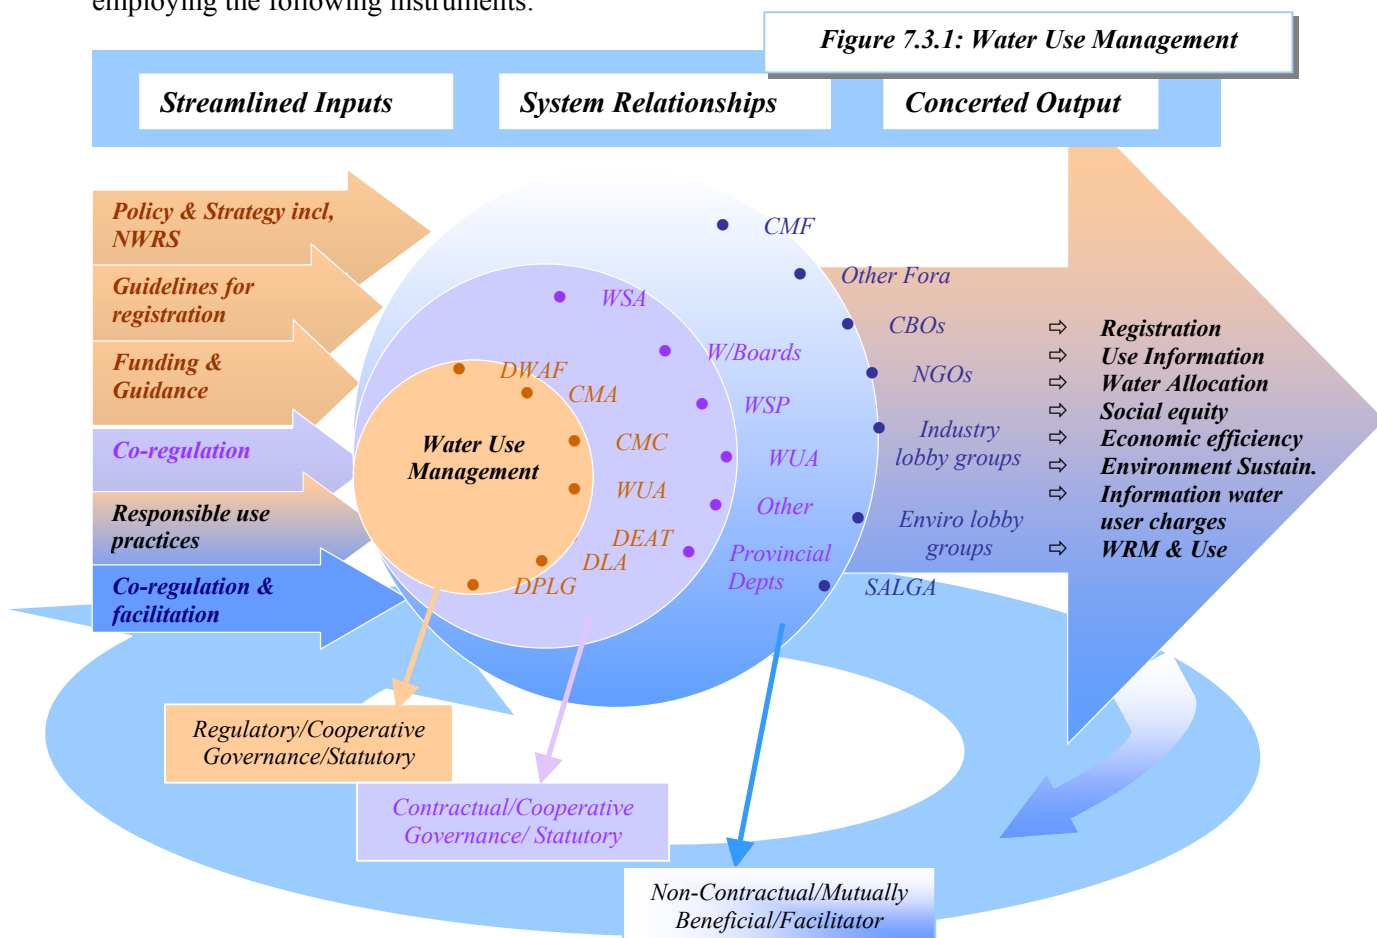 employing the following instruments:
Figure 7.3.1: Water Use Management
Streamlined Inputs
System Relationships
Concerted Output
Policy & Strategy incl,
NWRS
Guidelines for
registration
Funding &
Guidance
Co-regulation
Responsible use
practices
Co-regulation &
facilitation
Water Use
Management
DWAF
CMA
CMC
WUA
DEAT
DLA
DPLG
WSA
W/Boards
WSP
WUA
Other
Provincial
Depts
CMF
Other Fora
CBOs
NGOs
Industry
lobby groups
Enviro lobby
groups
SALGA
⇨ Registration
⇨ Use Information
⇨ Water Allocation
⇨ Social equity
⇨ Economic efficiency
⇨ Environment Sustain.
⇨ Information water
user charges
⇨ WRM & Use
Regulatory/Cooperative
Governance/Statutory
Contractual/Cooperative
Governance/ Statutory
Non-Contractual/Mutually
Beneficial/Facilitator